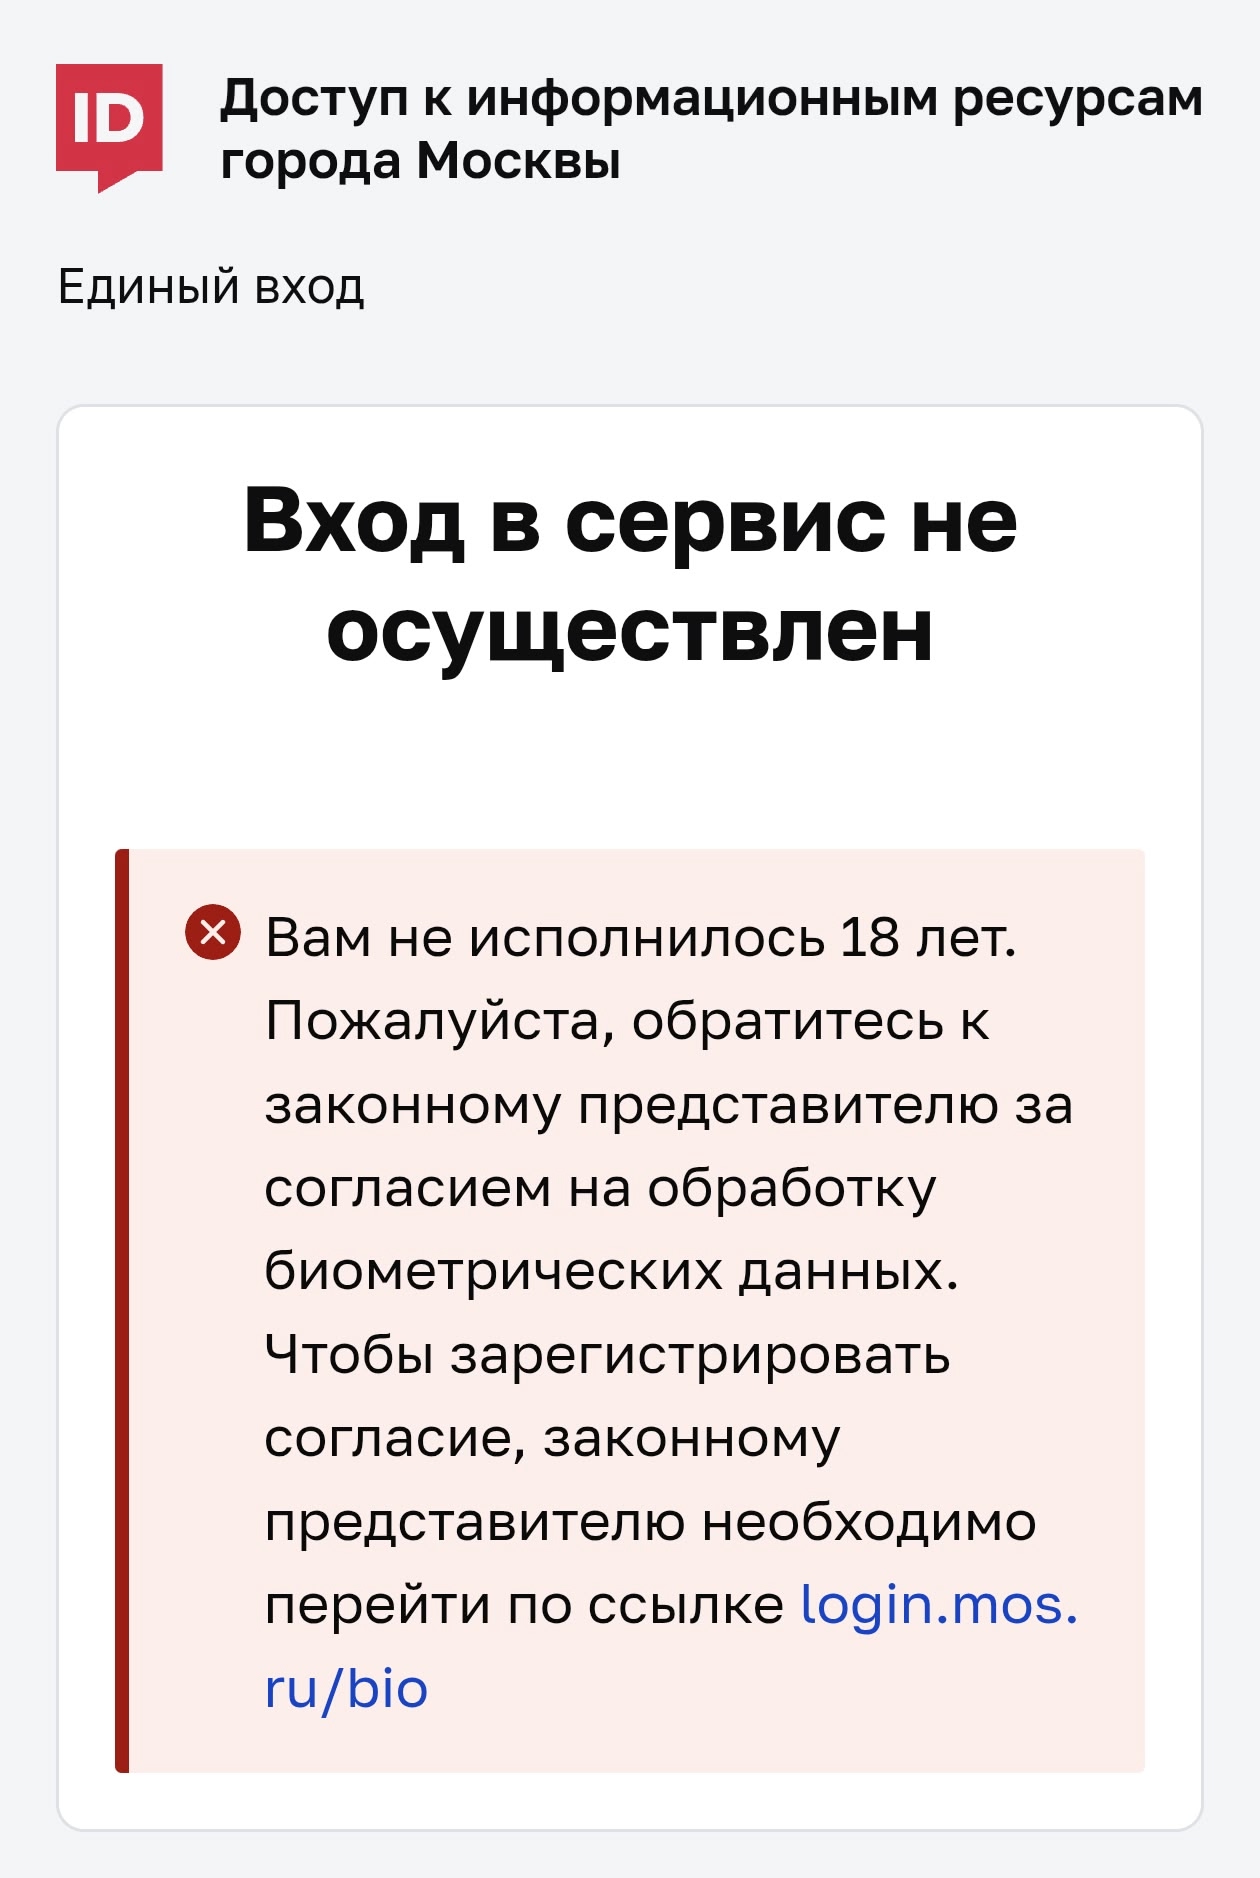 ID
Доступ к информационным ресурсам
города Москвы
Единый вход
Вход в сервис не
осуществлен
Вам не исполнилось 18 лет.
Пожалуйста, обратитесь к
законному представителю за
согласием на обработку
биометрических данных.
Чтобы зарегистрировать
согласие, законному
представителю необходимо
перейти по ссылке login.mos.
ru/bio